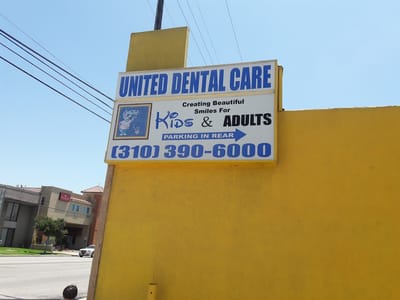 UNITED DENTAL CARE
Creating Beautiful
Smiles For
Kids & ADULTS
PARKING IN REAR
(310) 390-6000